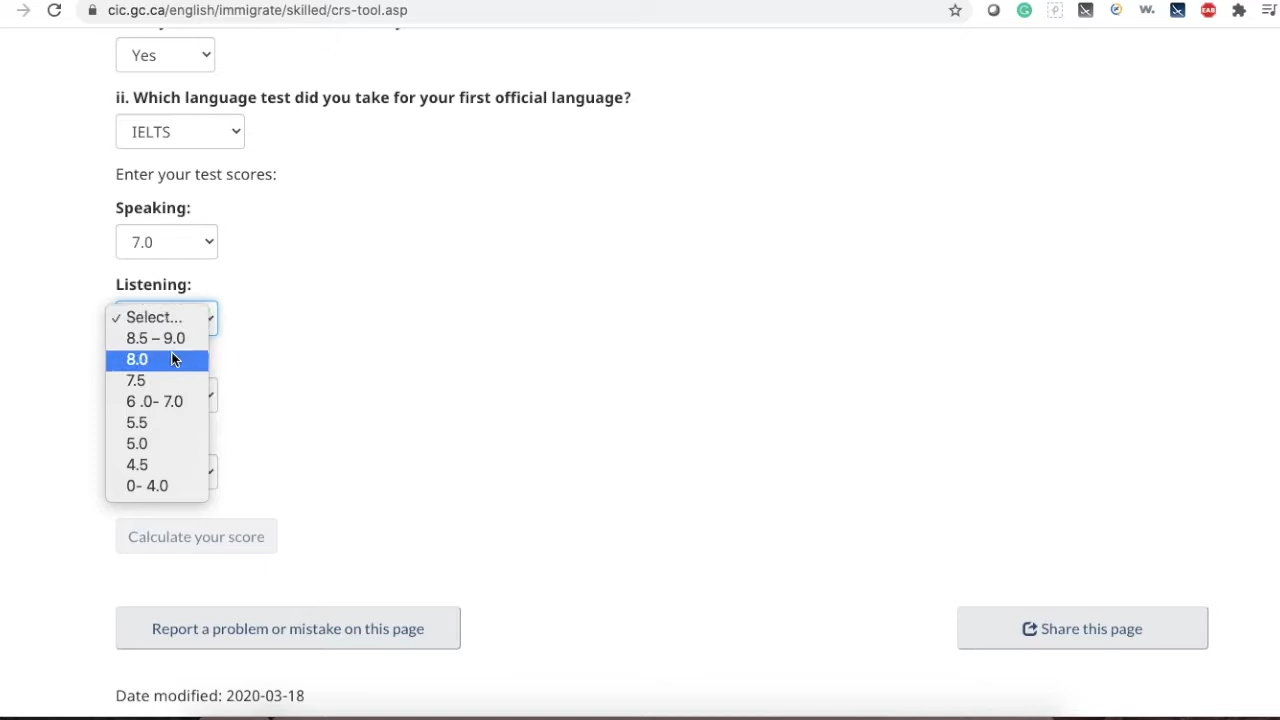 cic.gc.ca/english/immigrate/skilled/crs-tool.asp
w.
EAB
Yes
ii. Which language test did you take for your first official language?
IELTS
Enter your test scores:
Speaking:
7.0
Listening:
✓ Select...
8.5 – 9.0
8.0
7.5
6 .0- 7.0
5.5
5.0
4.5
0- 4.0
Calculate your score
Report a problem or mistake on this page
Share this page
Date modified: 2020-03-18